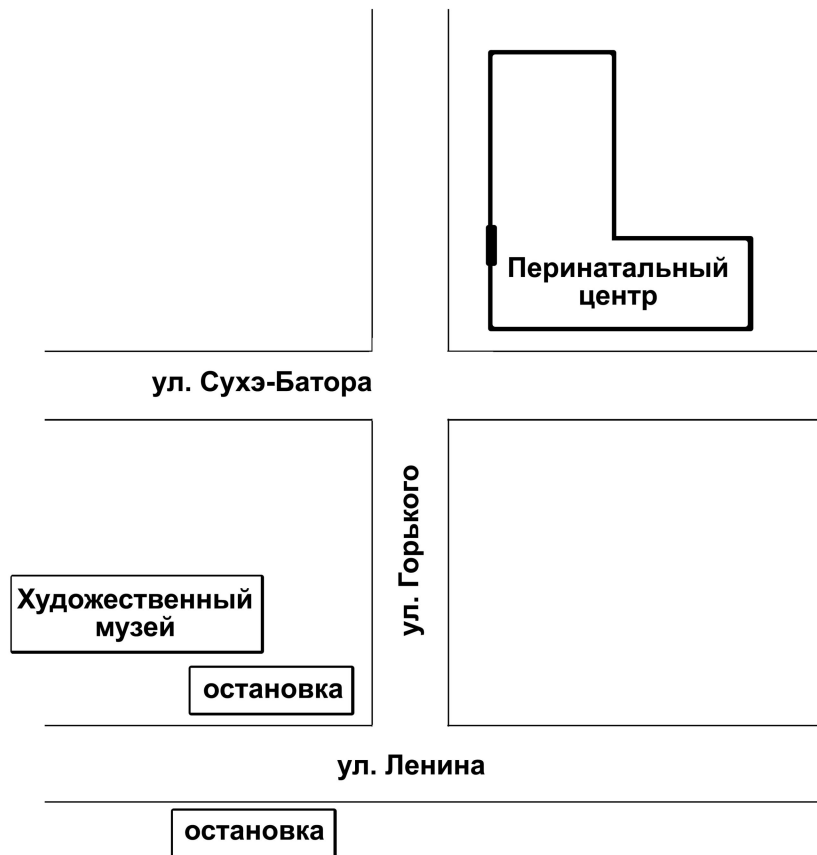 Перинатальный
центр
ул. Сухэ-Батора
ул. Горького
Художественный
музей
остановка
ул. Ленина
остановка